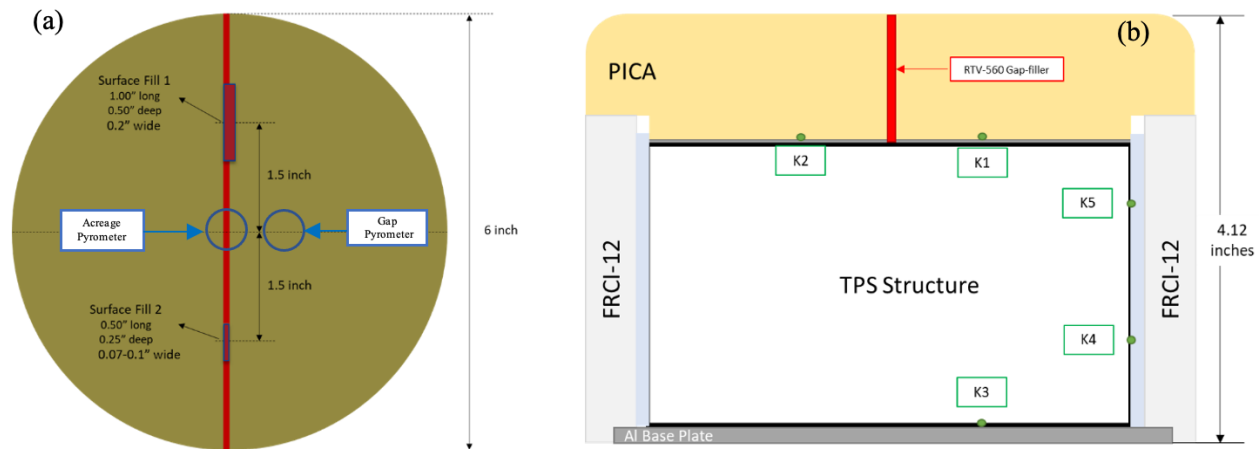 (a)
Surface Fill 1
1.00" long
0.50" deep
0.2" wide
1.5 inch
Acreage
Pyrometer
Gap
Pyrometer
6 inch
1.5 inch
Surface Fill 2
0.50" long
0.25" deep
0.07-0.1" wide
(b)
PICA
RTV-560 Gap-filler
K2
K1
K5
FRCI-12
TPS Structure
FRCI-12
4.12
inches
K4
K3
Al Base Plate